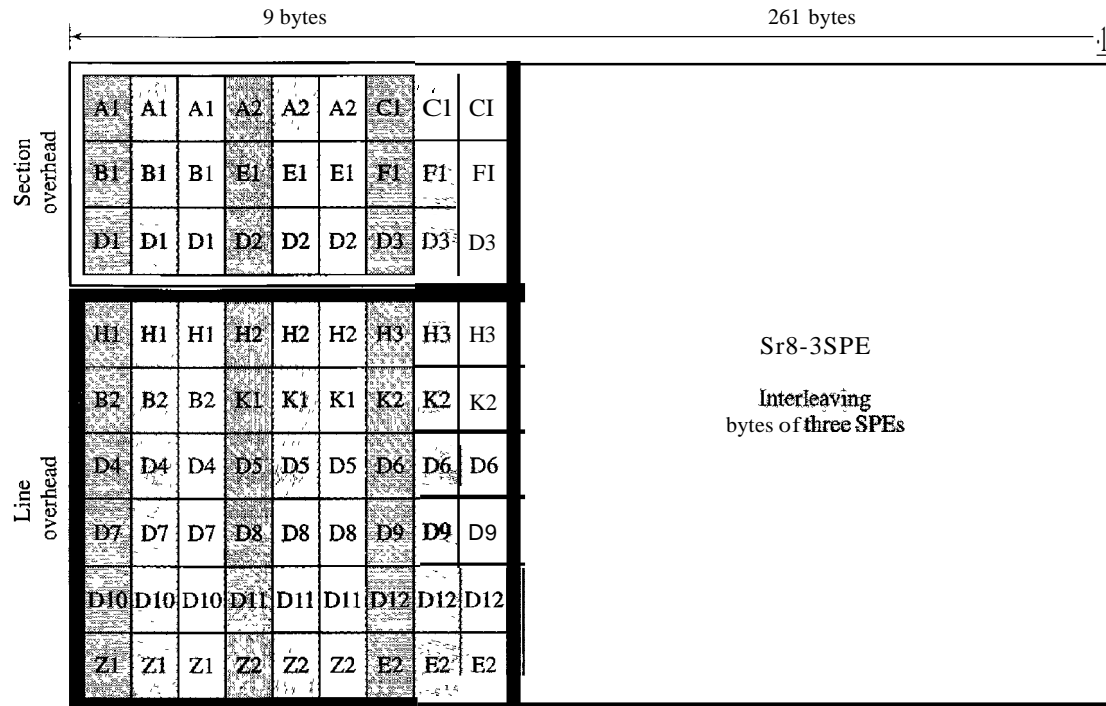 9 bytes 261 bytes
1
Section
overhead
A1 A1 A1 A2 A2 A2 C1 C1 CI
B1 B1 B1 E1 E1 E1 F1 F1 FI
D1 D1 D1 D2 D2 D2 D3 D3 D3
Line
overhead
H1 H1 H1 H2 H2 H2 H3 H3 H3
B2 B2 B2 K1 K1 K1 K2 K2 K2
D4 D4 D4 D5 D5 D5 D6 D6 D6
D7 D7 D7 D8 D8 D8 D9 D9 D9
D10 D10 D10 D11 D11 D11 D12 D12 D12
Z1 Z1 Z1 Z2 Z2 Z2 E2 E2 E2
Sr8-3SPE
Interleaving
bytes of three SPEs